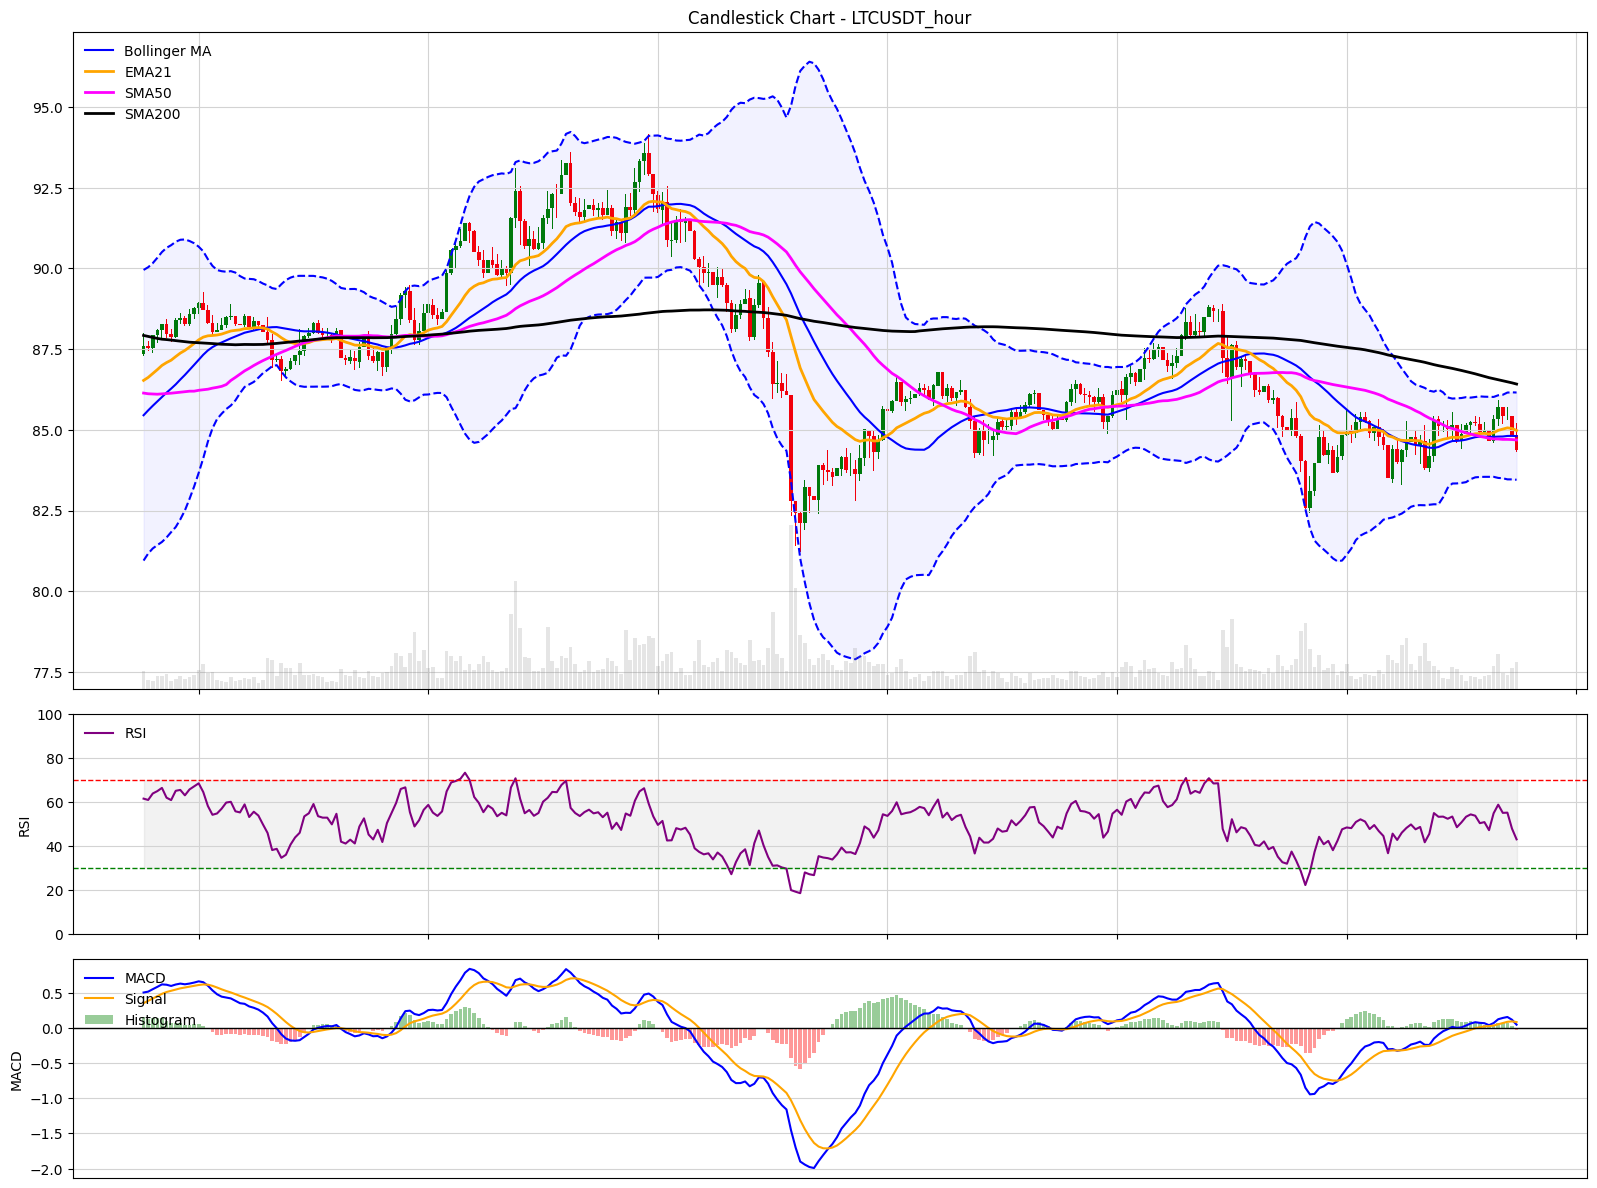 Candlestick Chart - LTCUSDT_hour
Bollinger MA
EMA21
SMA50
SMA200
95.0
92.5
90.0
87.5
85.0
82.5
80.0
77.5
RSI
100
80
60
40
20
0
RSI
MACD
Signal
Histogram
0.5
0.0
−0.5
−1.0
−1.5
−2.0
MACD